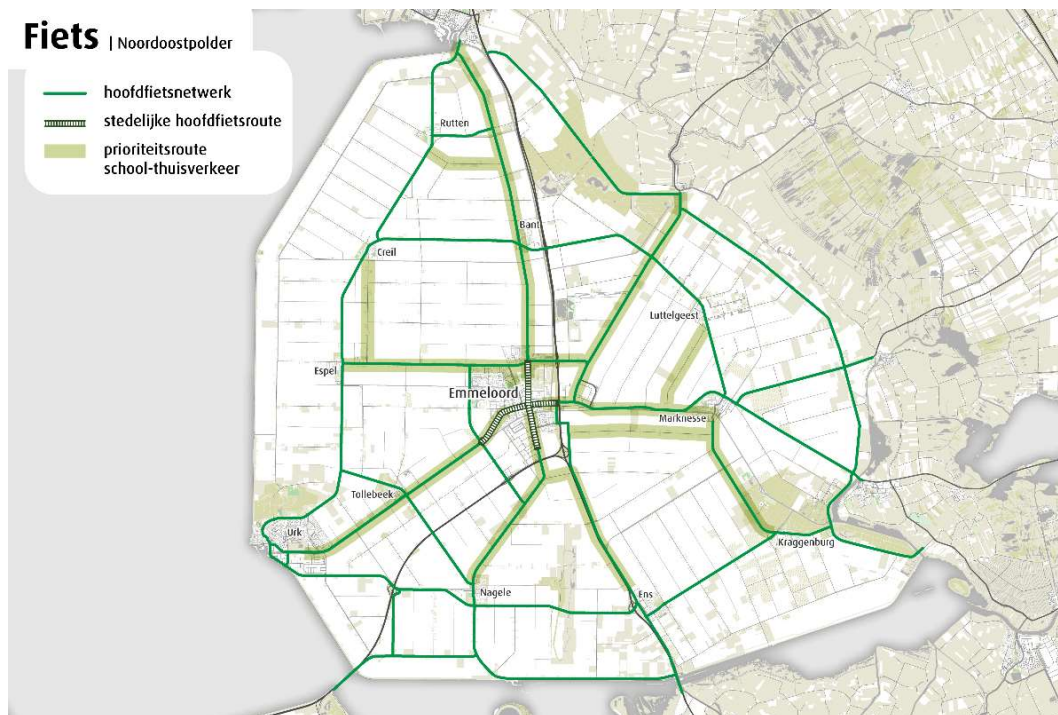 Fiets | Noordoostpolder
hoofdfietsnetwerk
stedelijke hoofdfietsroute
prioriteitsroute
school-thuisverkeer
Rutten
Bant
Creil
Luttelgeest
Espel
Emmeloord
Marknesse
Tollebeek
Urk
Kraggenburg
Nagele
Ens